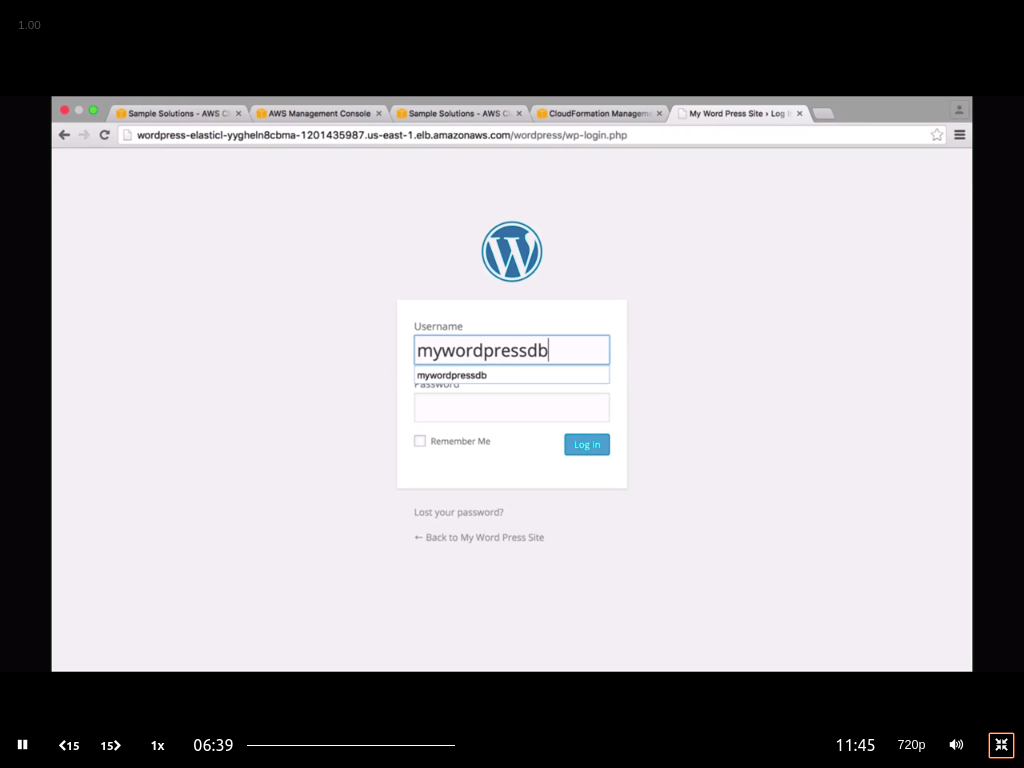 1.00
Sample Solutions - AWS Cl
AWS Management Console
Sample Solutions - AWS Cl
CloudFormation Managem
My Word Press Site › Log In
wordpress-elasticl-yygheln8cbma-1201435987.us-east-1.elb.amazonaws.com/wordpress/wp-login.php
Username
mywordpressdb
mywordpressdb
Password
Remember Me
Log In
Lost your password?
← Back to My Word Press Site
15
15
1x
06:39
11:45
720p